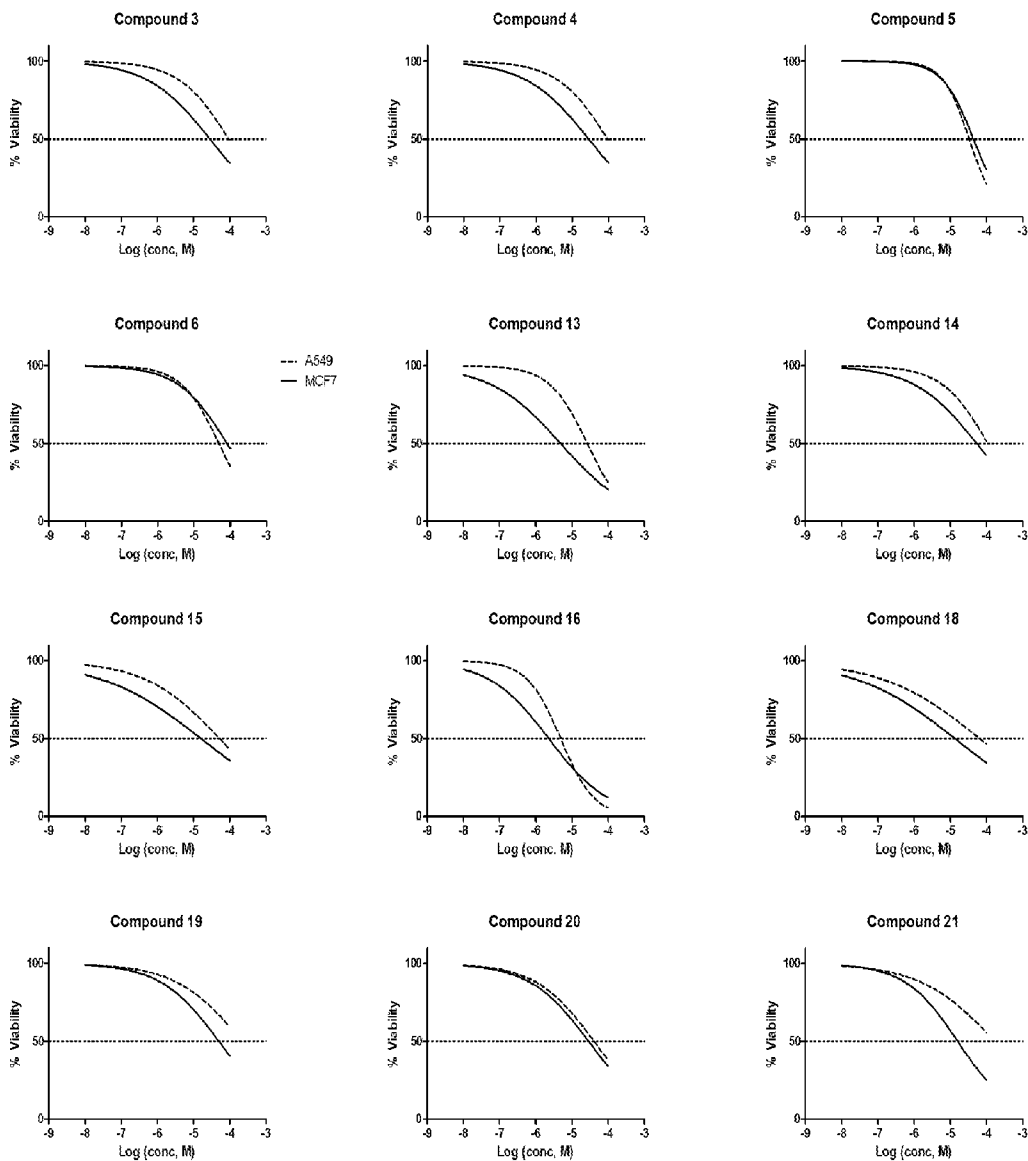 Compound 3
Compound 4
Compound 5
100
50
0
% Viability
-9 -8 -7 -6 -5 -4 -3
Log (conc, M)
100
50
0
% Viability
-9 -8 -7 -6 -5 -4 -3
Log (conc, M)
100
50
0
% Viability
-9 -8 -7 -6 -5 -4 -3
Log (conc, M)
Compound 6
Compound 13
Compound 14
100
50
0
% Viability
-9 -8 -7 -6 -5 -4 -3
Log (conc, M)
A549
MCF7
100
50
0
% Viability
-9 -8 -7 -6 -5 -4 -3
Log (conc, M)
100
50
0
% Viability
-9 -8 -7 -6 -5 -4 -3
Log (conc, M)
Compound 15
Compound 16
Compound 18
100
50
0
% Viability
-9 -8 -7 -6 -5 -4 -3
Log (conc, M)
100
50
0
% Viability
-9 -8 -7 -6 -5 -4 -3
Log (conc. M)
100
50
0
% Viability
-9 -8 -7 -6 -5 -4 -3
Log (conc, M)
Compound 19
Compound 20
Compound 21
100
50
0
% Viability
-9 -8 -7 -6 -5 -4 -3
Log (conc, M)
100
50
0
% Viability
-9 -8 -7 -6 -5 -4 -3
Log (conc, M)
100
50
0
% Viability
-9 -8 -7 -6 -5 -4 -3
Log (conc, M)